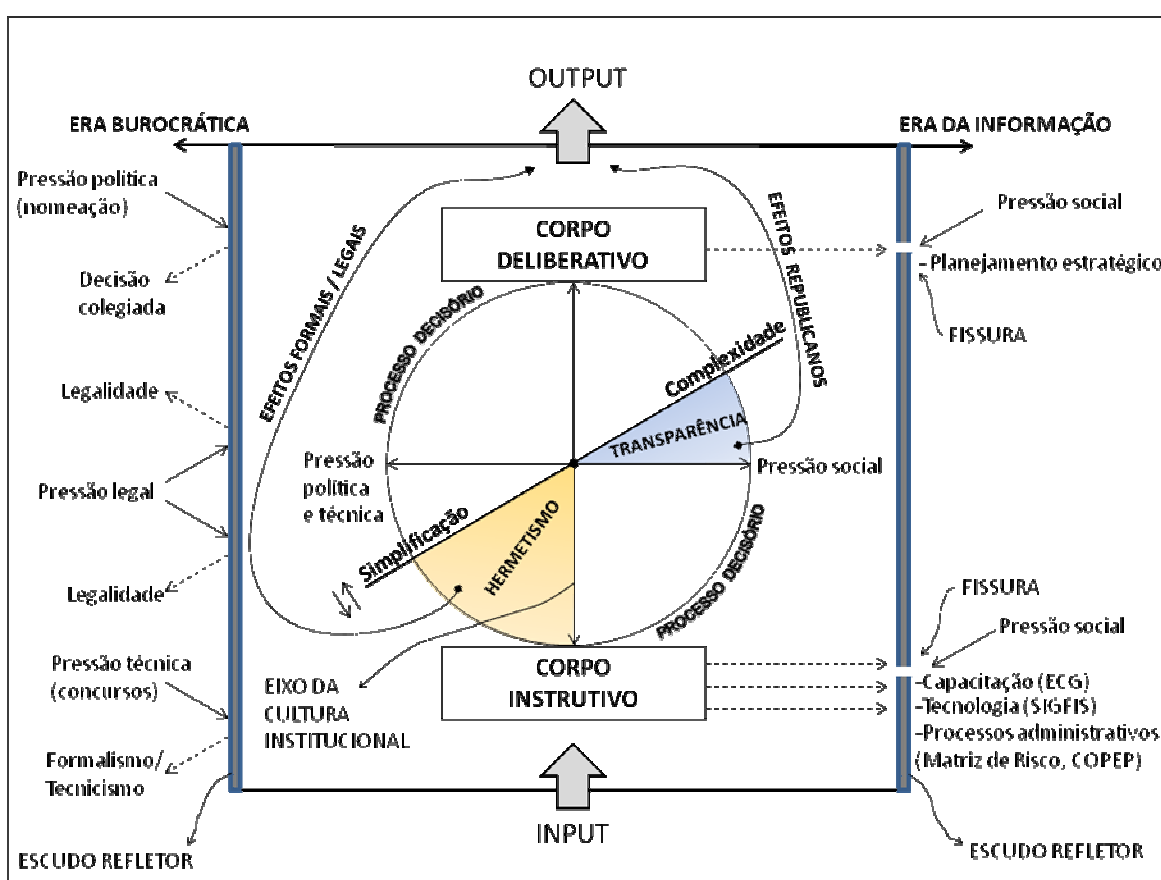 OUTPUT
ERA BUROCRÁTICA
ERA DA INFORMAÇÃO
Pressão política
(nomeação)
Decisão
colegiada
Legalidade
Pressão legal
Legalidade
Pressão técnica
(concursos)
Formalismo/
Tecnicismo
ESCUDO REFLETOR
EFEITOS FORMAIS / LEGAIS
CORPO
DELIBERATIVO
PROCESSO DECISÓRIO
EFEITOS REPUBLICANOS
Complexidade
TRANSPARÊNCIA
Pressão
política
e técnica
Pressão social
Simplificação
HERMETISMO
PROCESSO DECISÓRIO
EIXO DA
CULTURA
INSTITUCIONAL
CORPO
INSTRUTIVO
INPUT
Pressão social
-Planejamento estratégico
FISSURA
FISSURA
Pressão social
-Capacitação (ECG)
-Tecnologia (SIGFIS)
-Processos administrativos
(Matriz de Risco, COPEP)
ESCUDO REFLETOR